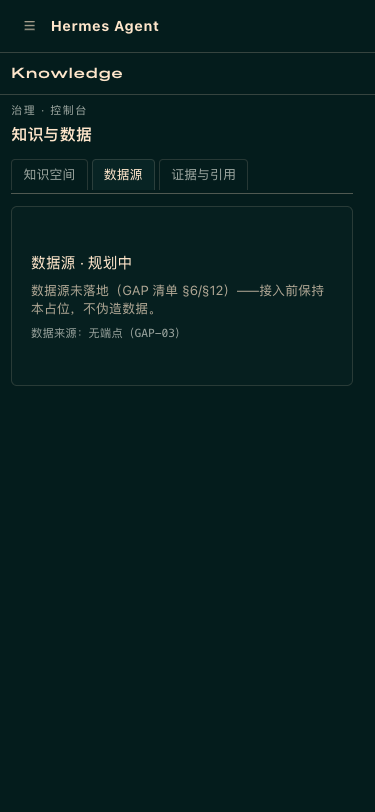 ☰ Hermes Agent
Knowledge
治理 · 控制台
知识与数据
知识空间 数据源 证据与引用
数据源 · 规划中
数据源未落地（GAP 清单 §6/§12）——接入前保持
本占位，不伪造数据。
数据来源：无端点（GAP-03）